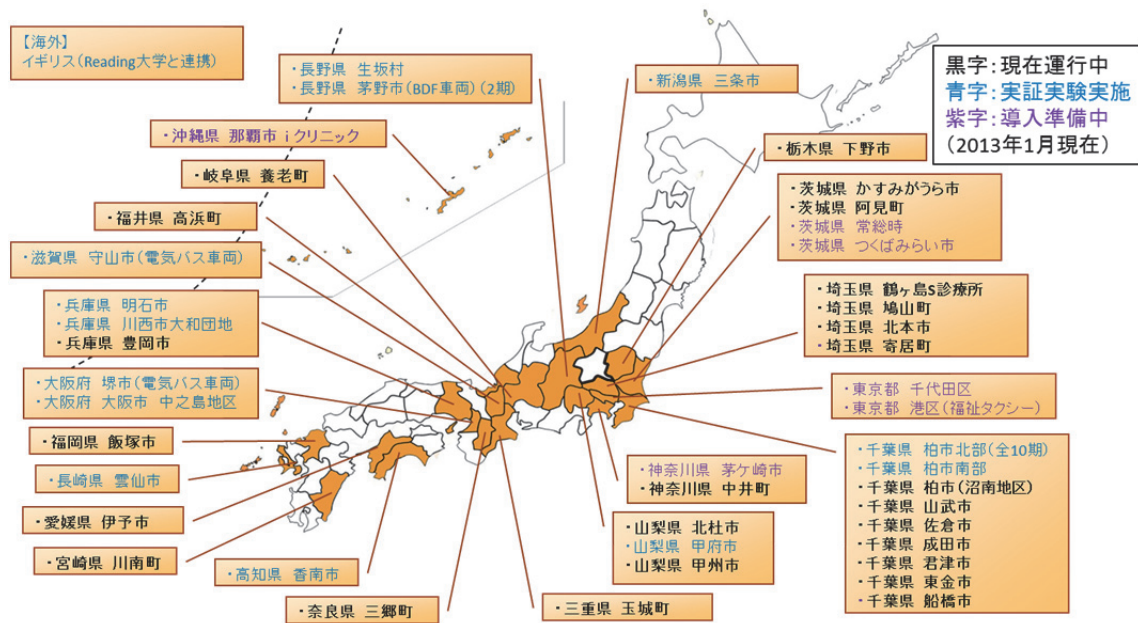 【海外】
イギリス(Reading大学と連携)
・長野県 生坂村
・長野県 茅野市(BDF車両)(2期)
・新潟県 三条市
黒字:現在運行中
青字:実証実験実施
紫字:導入準備中
(2013年1月現在)
・沖縄県 那覇市 iクリニック
・栃木県 下野市
・岐阜県 養老町
・茨城県 かすみがうら市
・茨城県 阿見町
・茨城県 常総時
・茨城県 つくばみらい市
・福井県 高浜町
・滋賀県 守山市(電気バス車両)
・埼玉県 鶴ヶ島S診療所
・埼玉県 鳩山町
・埼玉県 北本市
・埼玉県 寄居町
・兵庫県 明石市
・兵庫県 川西市大和団地
・兵庫県 豊岡市
・大阪府 堺市(電気バス車両)
・大阪府 大阪市 中之島地区
・東京都 千代田区
・東京都 港区(福祉タクシー)
・福岡県 飯塚市
・長崎県 雲仙市
・千葉県 柏市北部(全10期)
・千葉県 柏市南部
・千葉県 柏市(沼南地区)
・千葉県 山武市
・千葉県 佐倉市
・千葉県 成田市
・千葉県 君津市
・千葉県 東金市
・千葉県 船橋市
・神奈川県 茅ケ崎市
・神奈川県 中井町
・愛媛県 伊予市
・山梨県 北杜市
・山梨県 甲府市
・山梨県 甲州市
・宮崎県 川南町
・高知県 香南市
・奈良県 三郷町
・三重県 玉城町